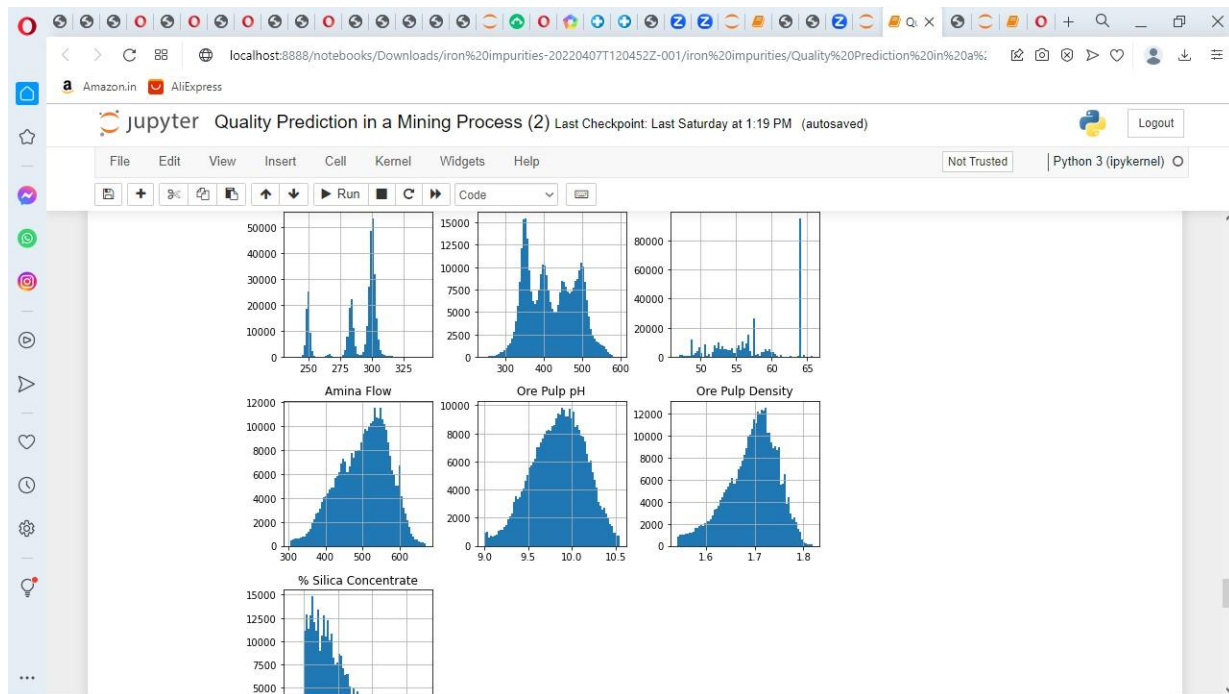 Q
localhost:8888/notebooks/Downloads/iron%20impurities-20220407T120452Z-001/iron%20impurities/Quality%20Prediction%20in%20a%2
a Amazon.in AliExpress
jupyter Quality Prediction in a Mining Process (2) Last Checkpoint: Last Saturday at 1:19 PM (autosaved)
Logout
File Edit View Insert Cell Kernel Widgets Help
Not Trusted Python 3 (ipykernel)
Run Code
50000
40000
30000
20000
10000
0
250 275 300 325
15000
12500
10000
7500
5000
2500
0
300 400 500 600
80000
60000
40000
20000
0
50 55 60 65
Amina Flow
12000
10000
8000
6000
4000
2000
0
300 400 500 600
Ore Pulp pH
10000
8000
6000
4000
2000
0
9.0 9.5 10.0 10.5
Ore Pulp Density
12000
10000
8000
6000
4000
2000
0
1.6 1.7 1.8
% Silica Concentrate
15000
12500
10000
7500
5000